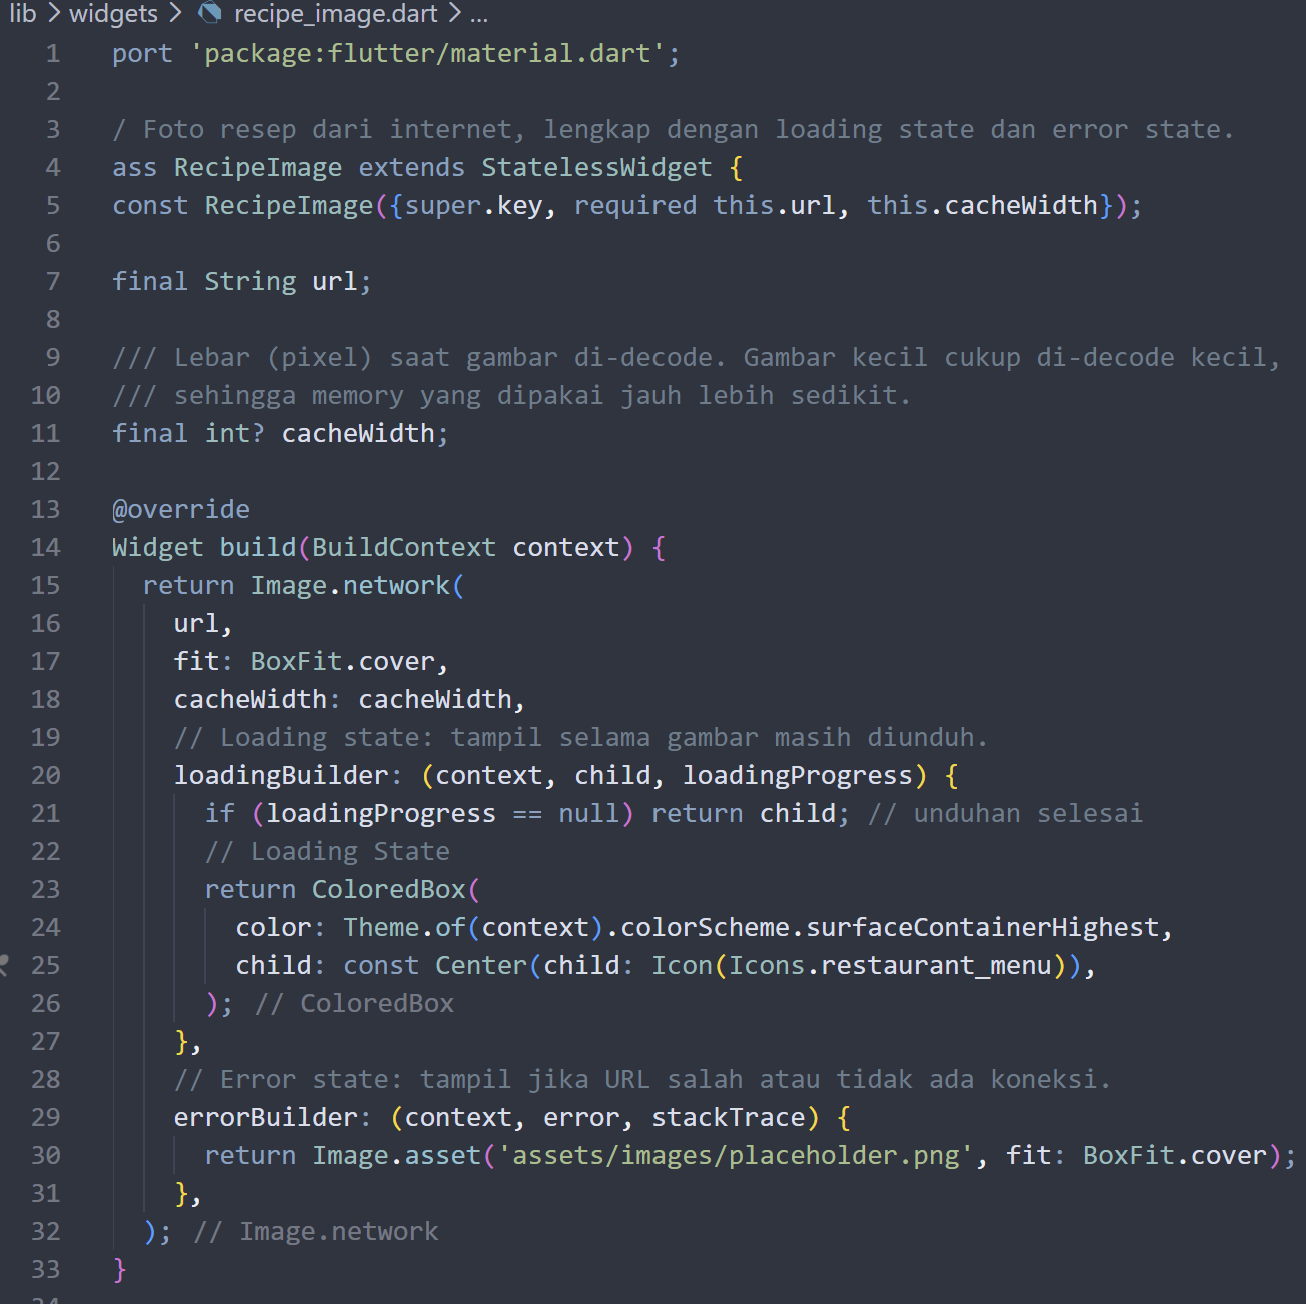 lib > widgets > recipe_image.dart > ...
1 port 'package:flutter/material.dart';
2
3 / Foto resep dari internet, lengkap dengan loading state dan error state.
4 ass RecipeImage extends StatelessWidget {
5 const RecipeImage({super.key, required this.url, this.cacheWidth});
6
7 final String url;
8
9 /// Lebar (pixel) saat gambar di-decode. Gambar kecil cukup di-decode kecil,
10 /// sehingga memory yang dipakai jauh lebih sedikit.
11 final int? cacheWidth;
12
13 @override
14 Widget build(BuildContext context) {
15   return Image.network(
16     url,
17     fit: BoxFit.cover,
18     cacheWidth: cacheWidth,
19     // Loading state: tampil selama gambar masih diunduh.
20     loadingBuilder: (context, child, loadingProgress) {
21       if (loadingProgress == null) return child; // unduhan selesai
22       // Loading State
23       return ColoredBox(
24         color: Theme.of(context).colorScheme.surfaceContainerHighest,
25         child: const Center(child: Icon(Icons.restaurant_menu)),
26       ); // ColoredBox
27     },
28     // Error state: tampil jika URL salah atau tidak ada koneksi.
29     errorBuilder: (context, error, stackTrace) {
30       return Image.asset('assets/images/placeholder.png', fit: BoxFit.cover);
31     },
32   ); // Image.network
33 }
34